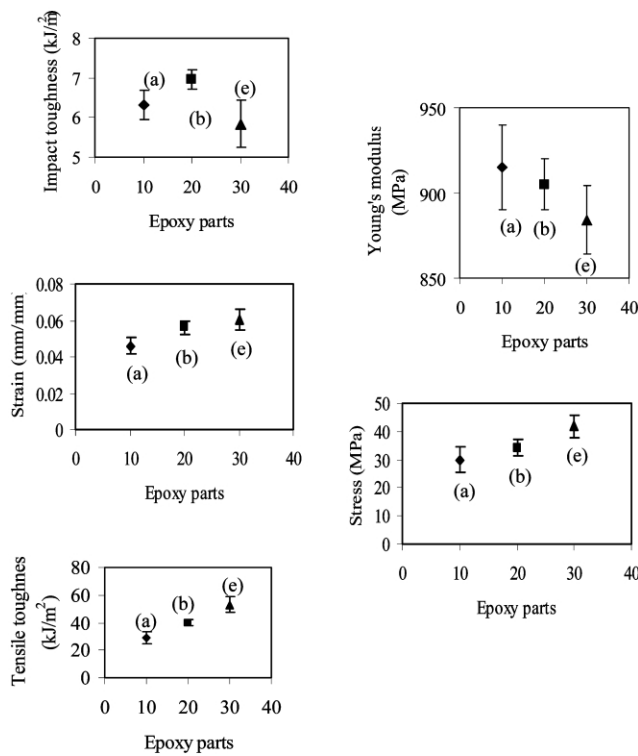 Impact toughness (kJ/m²)
8
7
6
5
(a)
(b)
(e)
0 10 20 30 40
Epoxy parts
Strain (mm/mm
0.08
0.06
0.04
0.02
0
(a)
(b)
(e)
0 10 20 30 40
Epoxy parts
Tensile toughnes
(kJ/m²)
80
60
40
20
0
(a)
(b)
(e)
0 10 20 30 40
Epoxy parts
Young's modulus
(MPa)
950
900
850
(a)
(b)
(e)
0 10 20 30 40
Epoxy parts
Stress (MPa)
50
40
30
20
10
0
(a)
(b)
(e)
0 10 20 30 40
Epoxy parts